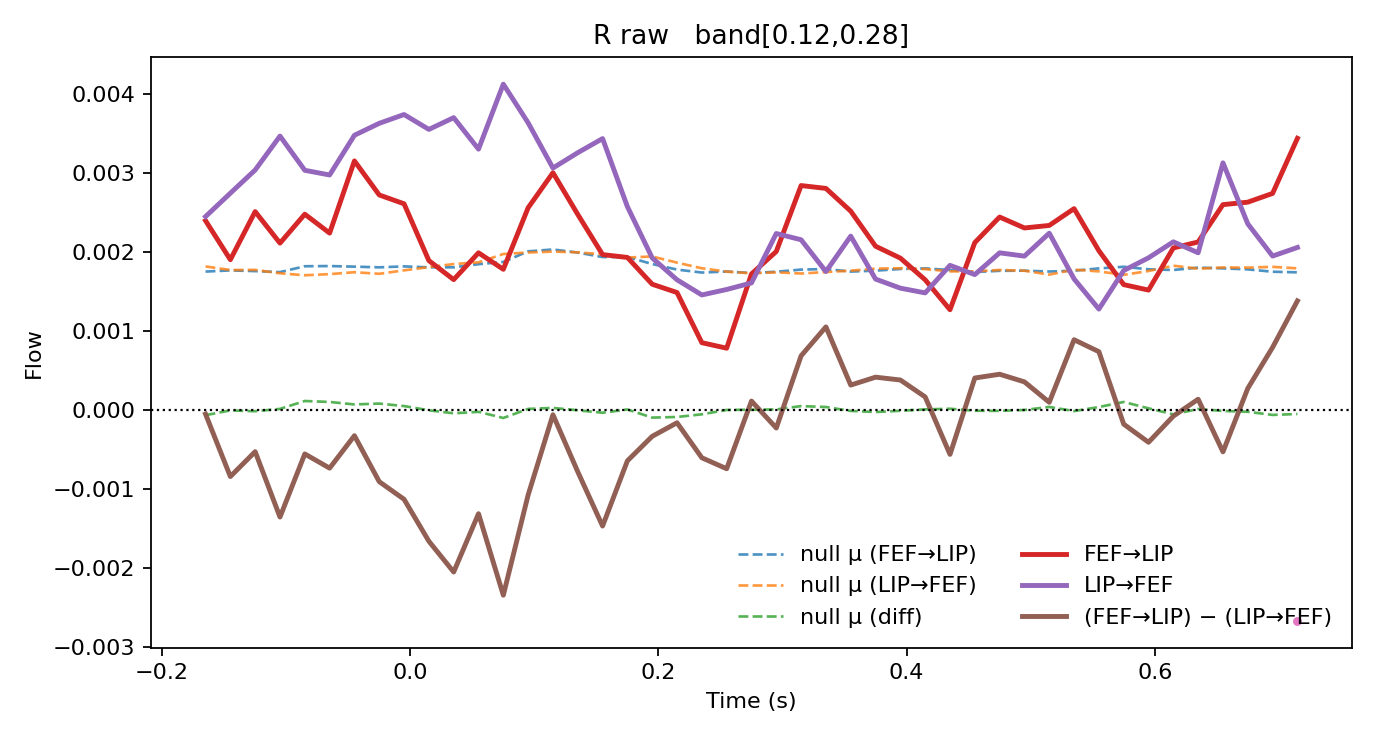 R raw   band[0.12,0.28]
0.004
0.003
0.002
0.001
0.000
−0.001
−0.002
−0.003
Flow
null μ (FEF→LIP)
null μ (LIP→FEF)
null μ (diff)
FEF→LIP
LIP→FEF
(FEF→LIP) − (LIP→FEF)
−0.2 0.0 0.2 0.4 0.6
Time (s)